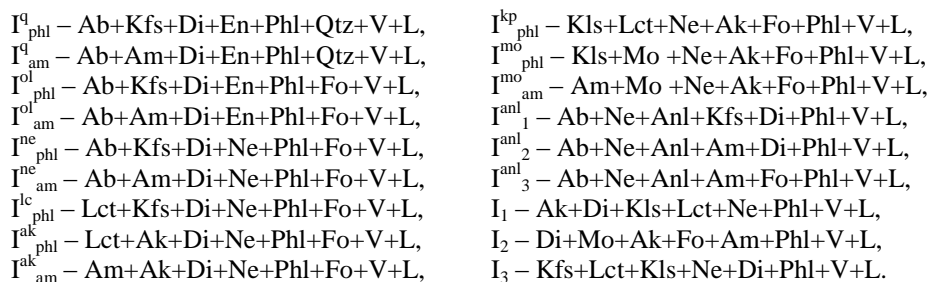 I^q_phl – Ab+Kfs+Di+En+Phl+Qtz+V+L,
I^q_am – Ab+Am+Di+En+Phl+Qtz+V+L,
I^ol_phl – Ab+Kfs+Di+En+Phl+Fo+V+L,
I^ol_am – Ab+Am+Di+En+Phl+Fo+V+L,
I^ne_phl – Ab+Kfs+Di+Ne+Phl+Fo+V+L,
I^ne_am – Ab+Am+Di+Ne+Phl+Fo+V+L,
I^lc_phl – Lct+Kfs+Di+Ne+Phl+Fo+V+L,
I^ak_phl – Lct+Ak+Di+Ne+Phl+Fo+V+L,
I^ak_am – Am+Ak+Di+Ne+Phl+Fo+V+L,
I^kp_phl – Kls+Lct+Ne+Ak+Fo+Phl+V+L,
I^mo_phl – Kls+Mo +Ne+Ak+Fo+Phl+V+L,
I^mo_am – Am+Mo +Ne+Ak+Fo+Phl+V+L,
I^anl_1 – Ab+Ne+Anl+Kfs+Di+Phl+V+L,
I^anl_2 – Ab+Ne+Anl+Am+Di+Phl+V+L,
I^anl_3 – Ab+Ne+Anl+Am+Fo+Phl+V+L,
I_1 – Ak+Di+Kls+Lct+Ne+Phl+V+L,
I_2 – Di+Mo+Ak+Fo+Am+Phl+V+L,
I_3 – Kfs+Lct+Kls+Ne+Di+Phl+V+L.